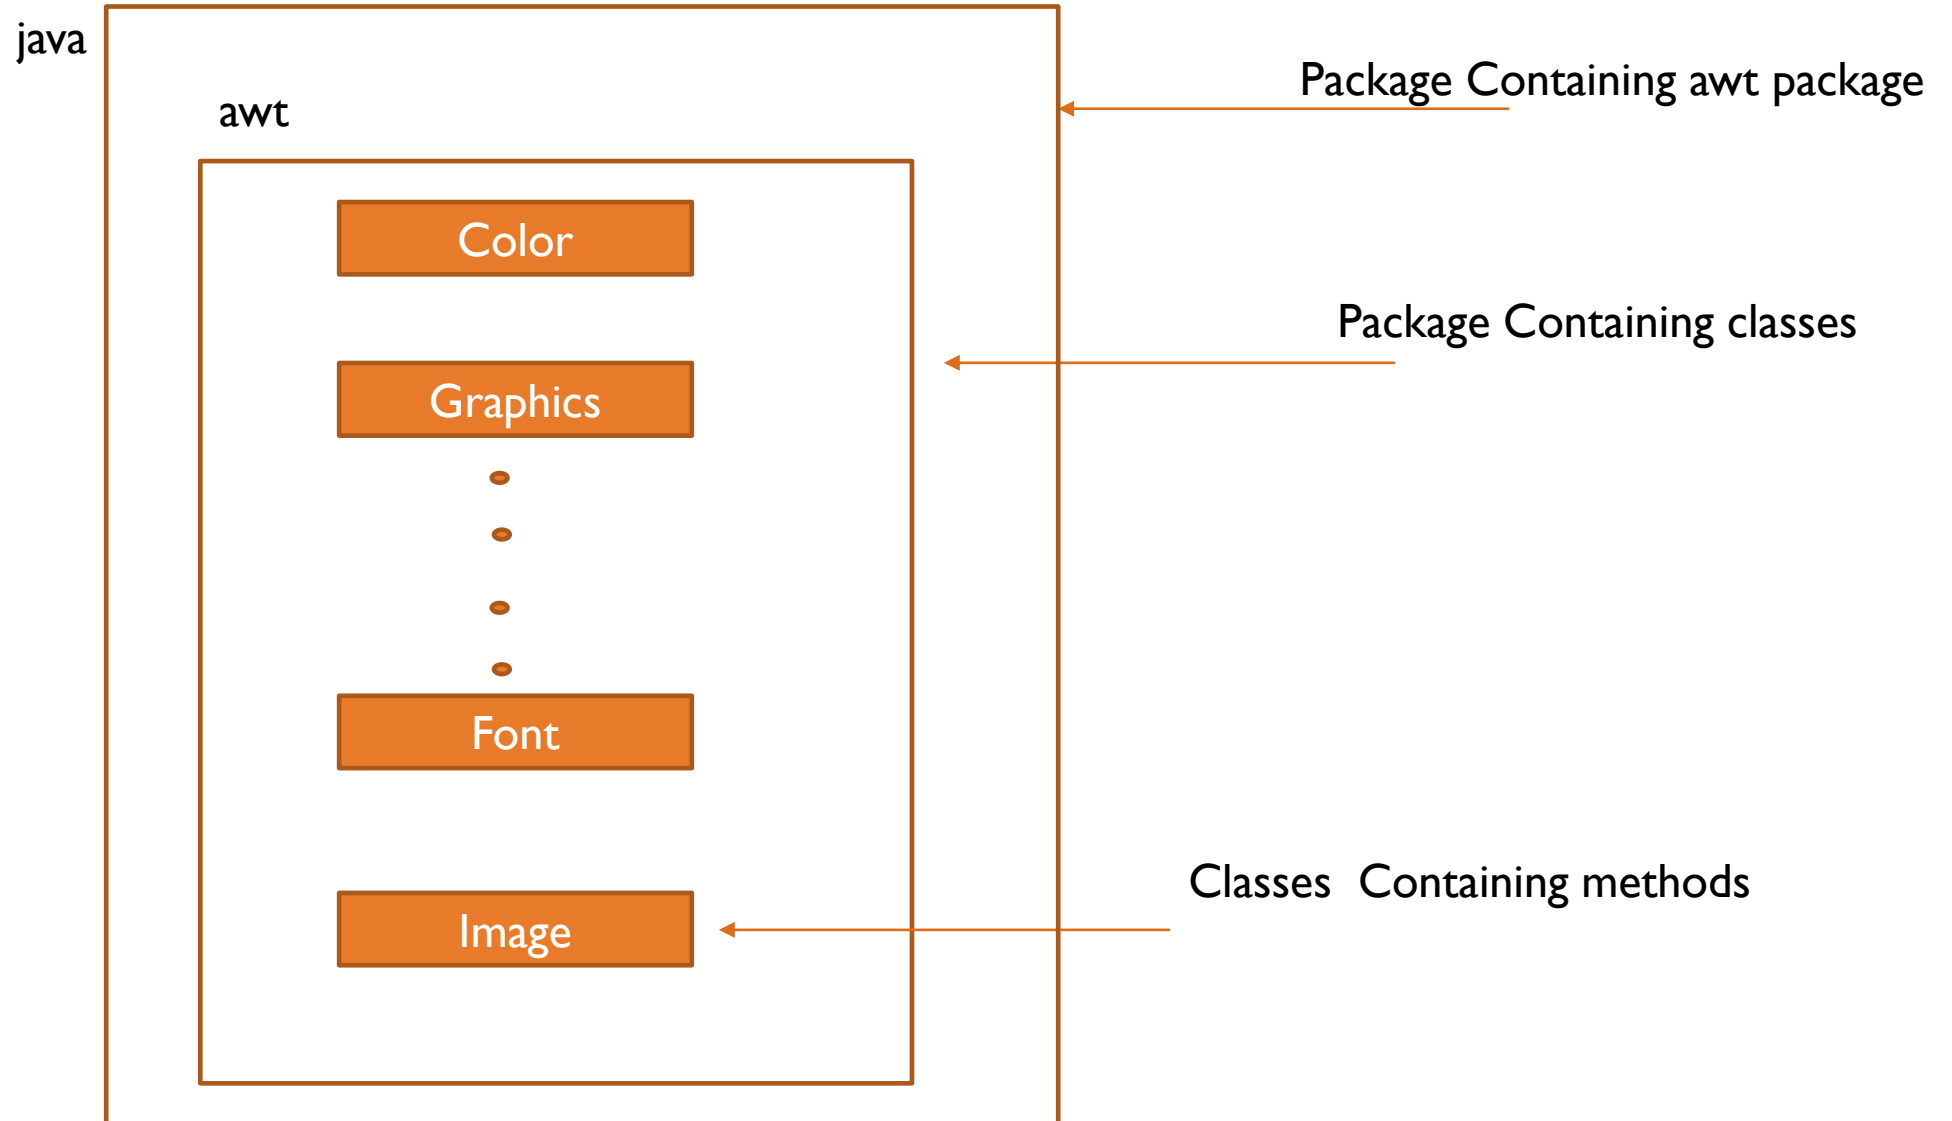 java
Package Containing awt package
awt
Color
Package Containing classes
Graphics
Font
Classes  Containing methods
Image